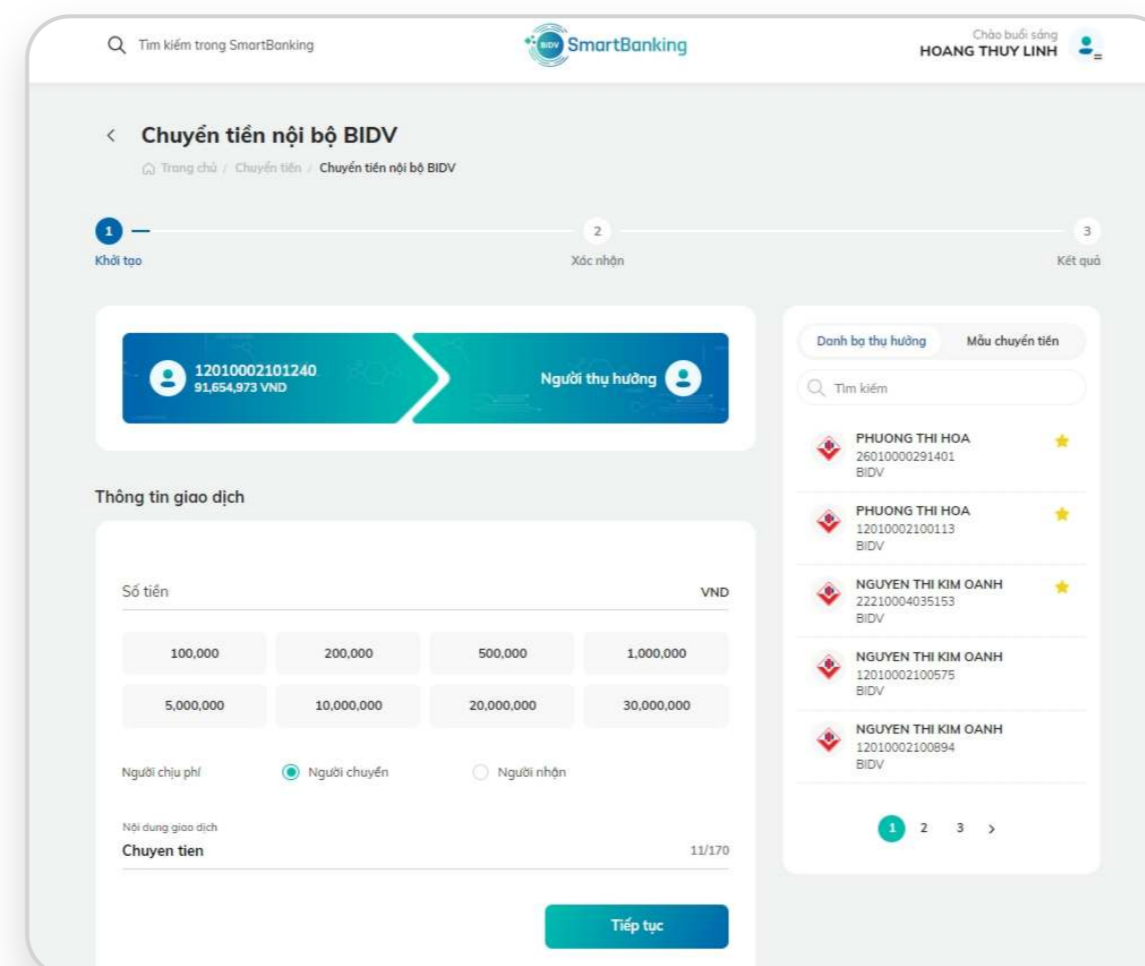 Tìm kiếm trong SmartBanking
BIDV SmartBanking
Chào buổi sáng
HOANG THUY LINH
Chuyển tiền nội bộ BIDV
Trang chủ / Chuyển tiền / Chuyển tiền nội bộ BIDV
1
2
3
Khởi tạo
Xác nhận
Kết quả
12010002101240
91,654,973 VND
Người thụ hưởng
Thông tin giao dịch
Số tiền VND
100,000 200,000 500,000 1,000,000
5,000,000 10,000,000 20,000,000 30,000,000
Người chịu phí Người chuyển Người nhận
Nội dung giao dịch
Chuyen tien 11/170
Tiếp tục
Danh bạ thụ hưởng Mẫu chuyển tiền
Tìm kiếm
PHUONG THI HOA
26010000291401
BIDV
PHUONG THI HOA
12010002100113
BIDV
NGUYEN THI KIM OANH
22210004035153
BIDV
NGUYEN THI KIM OANH
12010002100575
BIDV
NGUYEN THI KIM OANH
12010002100894
BIDV
1 2 3 >